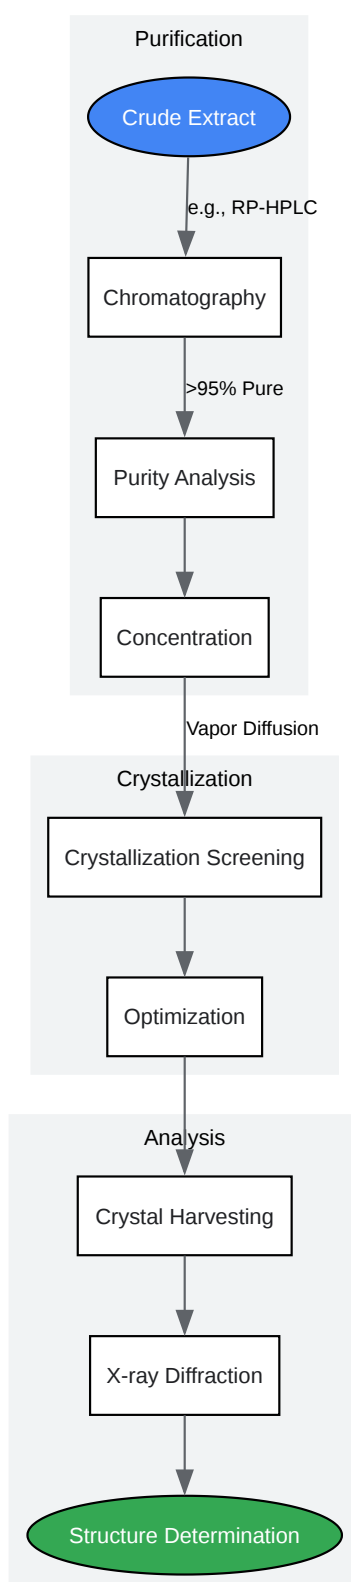 Purification
Crude Extract
e.g., RP-HPLC
Chromatography
>95% Pure
Purity Analysis
Concentration
Vapor Diffusion
Crystallization
Crystallization Screening
Optimization
Analysis
Crystal Harvesting
X-ray Diffraction
Structure Determination